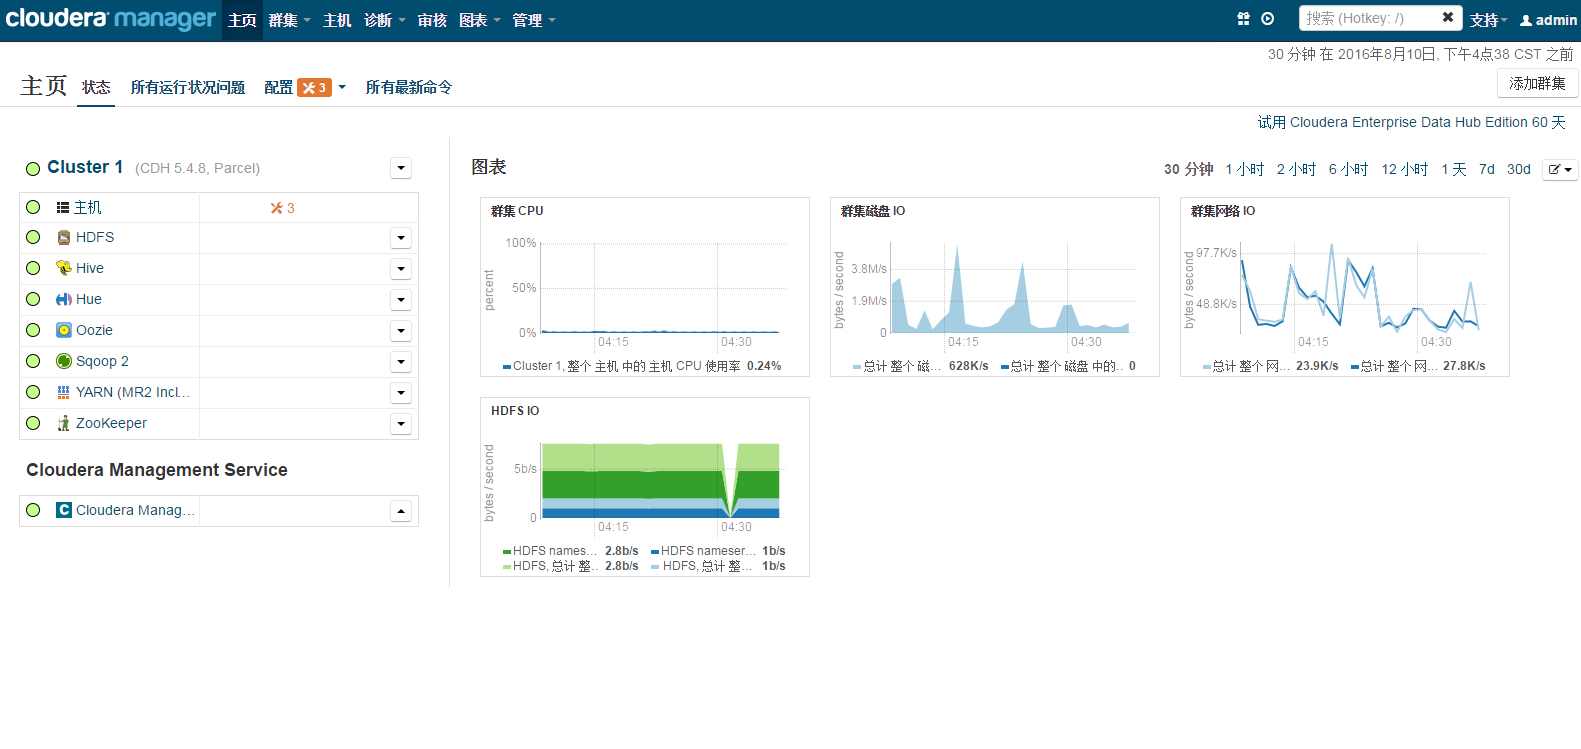 cloudera manager 主页 群集 主机 诊断 审核 图表 管理 搜索 (Hotkey: /) 支持 admin
30 分钟 在 2016年8月10日, 下午4点38 CST 之前
主页 状态 所有运行状况问题 配置 3 所有最新命令 添加群集
试用 Cloudera Enterprise Data Hub Edition 60 天
Cluster 1 (CDH 5.4.8, Parcel)
主机 3
HDFS
Hive
Hue
Oozie
Sqoop 2
YARN (MR2 Incl...
ZooKeeper
Cloudera Management Service
C Cloudera Manag...
图表 30 分钟 1 小时 2 小时 6 小时 12 小时 1 天 7d 30d
群集 CPU
percent
100%
50%
0%
04:15 04:30
Cluster 1, 整个 主机 中的 主机 CPU 使用率 0.24%
群集磁盘 IO
bytes / second
3.8M/s
1.9M/s
0
04:15 04:30
总计 整个 磁... 628K/s 总计 整个 磁盘 中的.. 0
群集网络 IO
bytes / second
97.7K/s
48.8K/s
04:15 04:30
总计 整个 网... 23.9K/s 总计 整个 网... 27.8K/s
HDFS IO
bytes / second
5b/s
0
04:15 04:30
HDFS names... 2.8b/s HDFS nameser... 1b/s
HDFS, 总计 整.. 2.8b/s HDFS, 总计 整... 1b/s